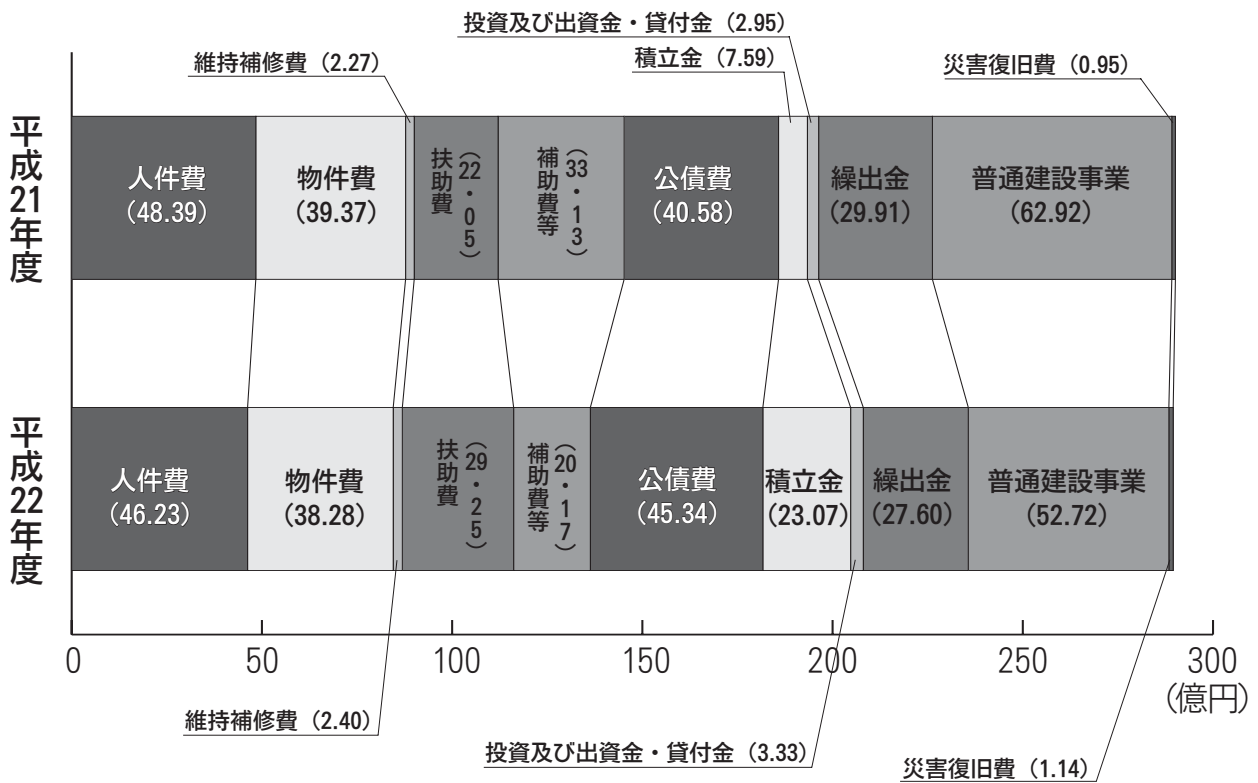 投資及び出資金・貸付金（2.95）
維持補修費（2.27）
積立金（7.59）
災害復旧費（0.95）
平成21年度
人件費
（48.39）
物件費
（39.37）
扶助費
（22・05）
補助費等
（33・13）
公債費
（40.58）
繰出金
（29.91）
普通建設事業
（62.92）
平成22年度
人件費
（46.23）
物件費
（38.28）
扶助費
（29・25）
補助費等
（20・17）
公債費
（45.34）
積立金
（23.07）
繰出金
（27.60）
普通建設事業
（52.72）
0 50 100 150 200 250 300
（億円）
維持補修費（2.40）
投資及び出資金・貸付金（3.33）
災害復旧費（1.14）